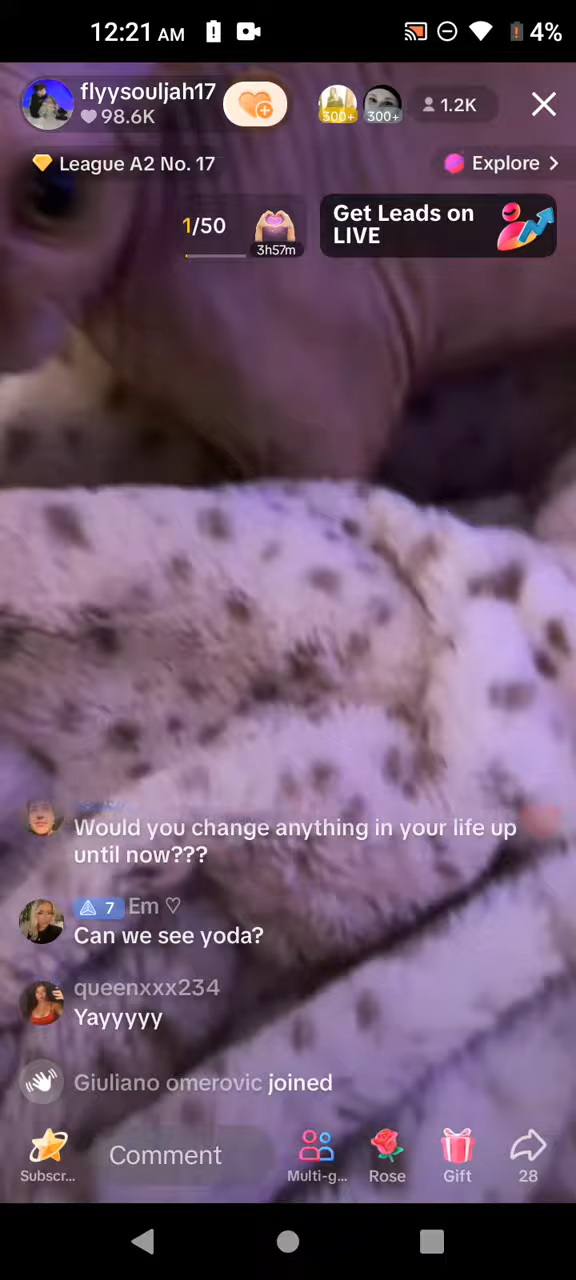 12:21 AM
4%
flyysouljah17
98.6K
300+
300+
1.2K
League A2 No. 17
Explore >
1/50
3h57m
Get Leads on
LIVE
Would you change anything in your life up
until now???
7 Em ♡
Can we see yoda?
queenxxx234
Yayyyyy
Giuliano omerovic joined
Comment
Subscr...
Multi-g...
Rose
Gift
28